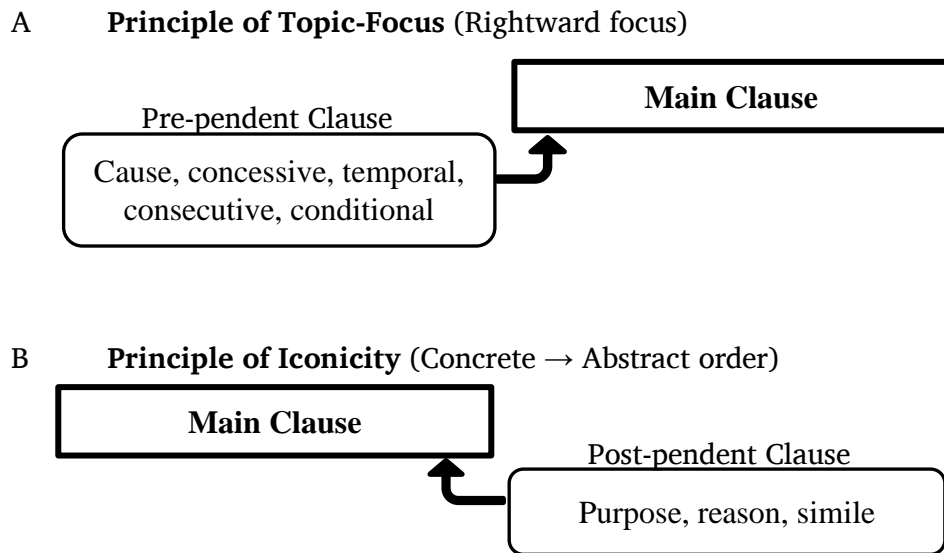 A Principle of Topic-Focus (Rightward focus)
Main Clause
Pre-pendent Clause
Cause, concessive, temporal,
consecutive, conditional
B Principle of Iconicity (Concrete → Abstract order)
Main Clause
Post-pendent Clause
Purpose, reason, simile